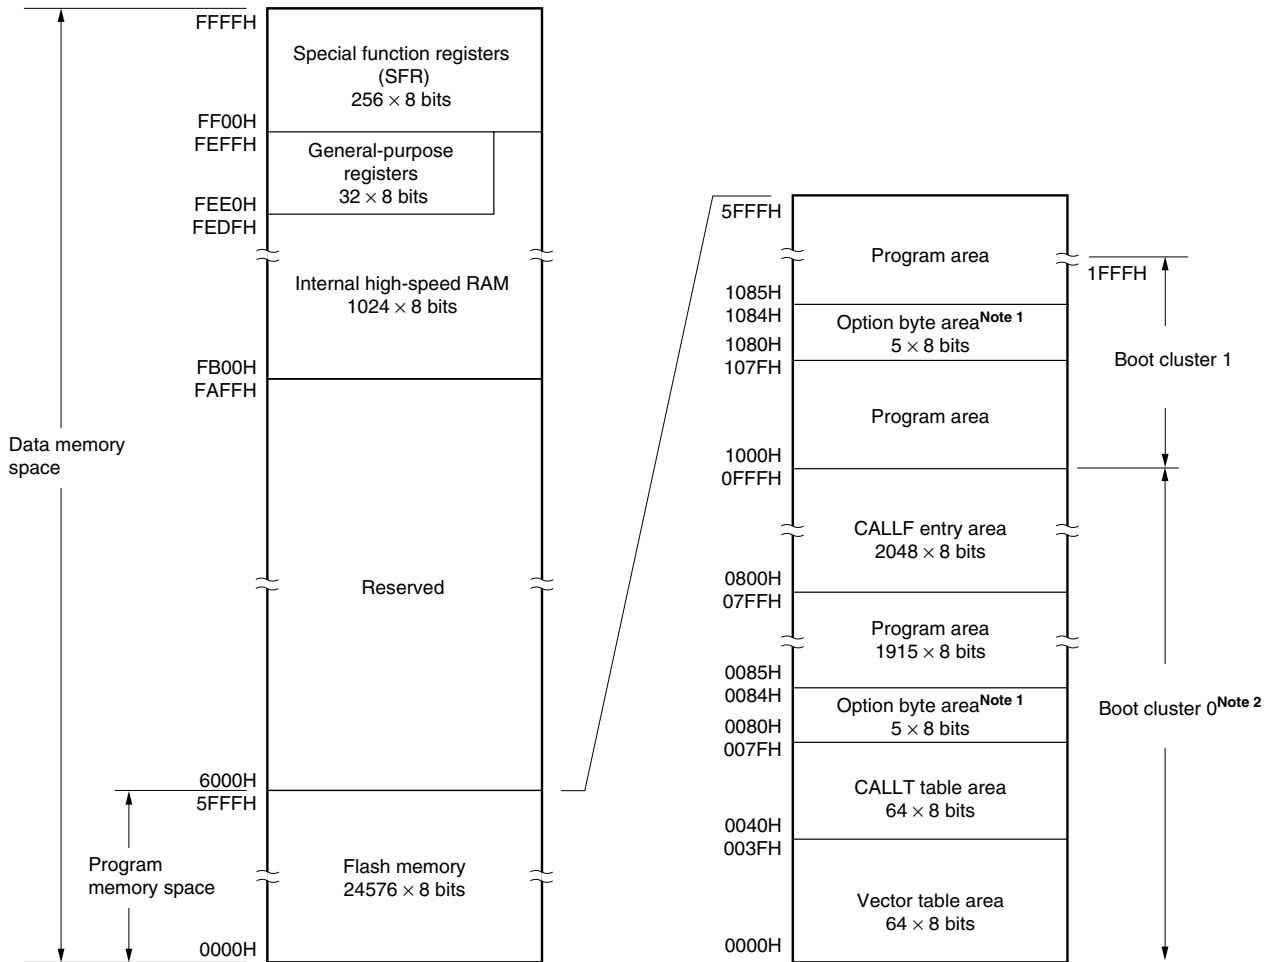 FFFFH
Special function registers
(SFR)
256 × 8 bits
FF00H
FEFFH
General-purpose
registers
32 × 8 bits
FEE0H
FEDFH
Internal high-speed RAM
1024 × 8 bits
FB00H
FAFFH
Data memory
space
Reserved
6000H
5FFFH
Program
memory space
Flash memory
24576 × 8 bits
0000H
5FFFH
Program area
1FFFH
1085H
1084H
Option byte areaNote 1
5 × 8 bits
1080H
107FH
Boot cluster 1
Program area
1000H
0FFFH
CALLF entry area
2048 × 8 bits
0800H
07FFH
Program area
1915 × 8 bits
0085H
0084H
Option byte areaNote 1
5 × 8 bits
Boot cluster 0Note 2
0080H
007FH
CALLT table area
64 × 8 bits
0040H
003FH
Vector table area
64 × 8 bits
0000H